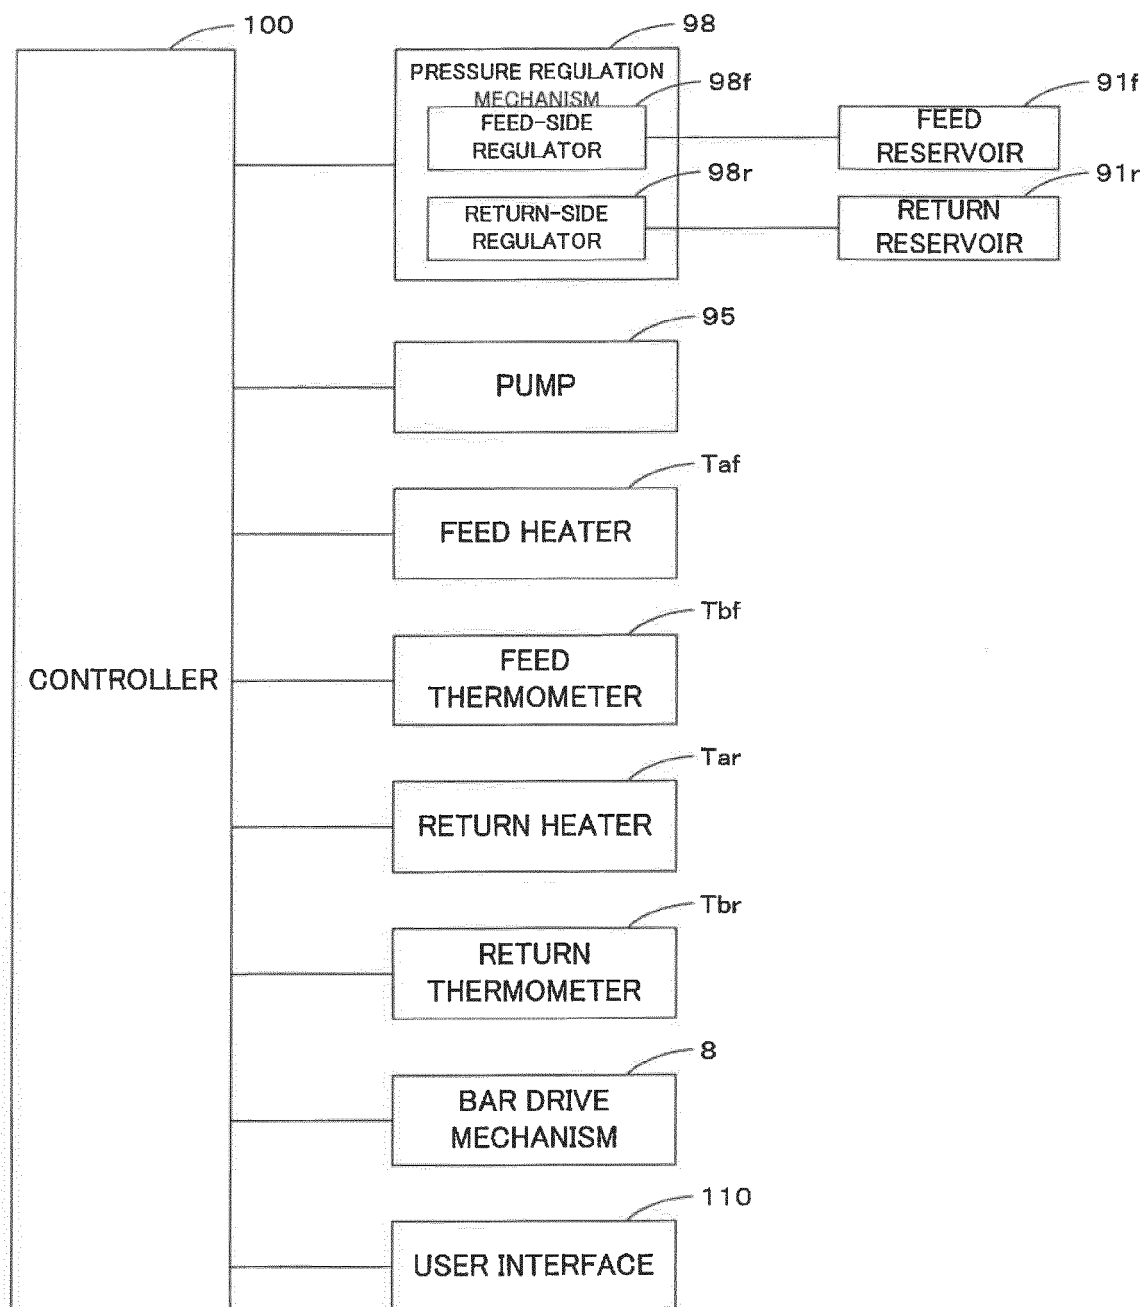 100
98
PRESSURE REGULATION
MECHANISM
98f
FEED-SIDE
REGULATOR
91f
FEED
RESERVOIR
98r
RETURN-SIDE
REGULATOR
91r
RETURN
RESERVOIR
95
PUMP
Taf
FEED HEATER
Tbf
FEED
THERMOMETER
CONTROLLER
Tar
RETURN HEATER
Tbr
RETURN
THERMOMETER
8
BAR DRIVE
MECHANISM
110
USER INTERFACE